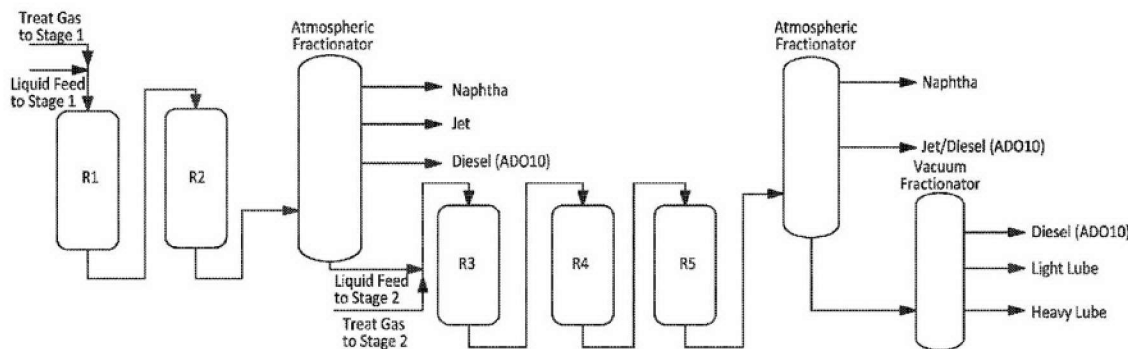 Treat Gas
to Stage 1
Liquid Feed
to Stage 1
R1
R2
Atmospheric
Fractionator
Naphtha
Jet
Diesel (ADO10)
Liquid Feed
to Stage 2
Treat Gas
to Stage 2
R3
R4
R5
Atmospheric
Fractionator
Naphtha
Jet/Diesel (ADO10)
Vacuum
Fractionator
Diesel (ADO10)
Light Lube
Heavy Lube